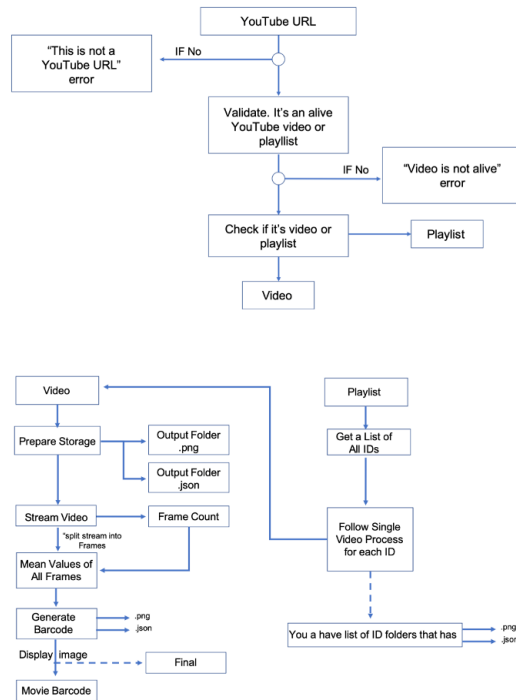 YouTube URL
IF No
“This is not a
YouTube URL”
error
Validate. It’s an alive
YouTube video or
playllist
IF No
“Video is not alive”
error
Check if it’s video or
playlist
Playlist
Video
Video
Playlist
Prepare Storage
Output Folder
.png
Output Folder
.json
Get a List of
All IDs
Stream Video
Frame Count
*split stream into
Frames
Follow Single
Video Process
for each ID
Mean Values of
All Frames
Generate
Barcode
.png
.json
You a have list of ID folders that has
.png
.json
Display image
Final
Movie Barcode